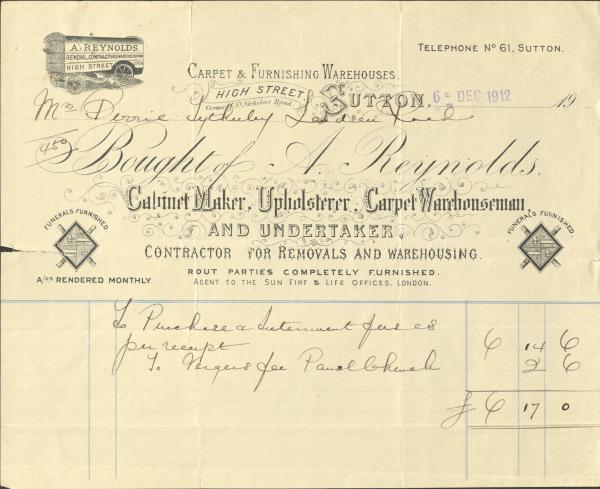 A. REYNOLDS.
REMOVAL CONTRACTOR & WAREHOUSEMAN
HIGH STREET
TELEPHONE No 61, SUTTON.
CARPET & FURNISHING WAREHOUSES,
HIGH STREET
Corner of St. Nicholas Road
SUTTON, 6 - DEC 1912 19
Mrs Perrie
450
Bought of A. Reynolds,
Cabinet Maker, Upholsterer, Carpet Warehouseman,
AND UNDERTAKER,
CONTRACTOR FOR REMOVALS AND WAREHOUSING.
ROUT PARTIES COMPLETELY FURNISHED.
AGENT TO THE SUN FIRE & LIFE OFFICES, LONDON.
FUNERALS FURNISHED
A/CS RENDERED MONTHLY.
FUNERALS FURNISHED
To Purchase & Interment fees as
per receipt 6 14 6
To Vergers fee 2 6
£ 6 17 0